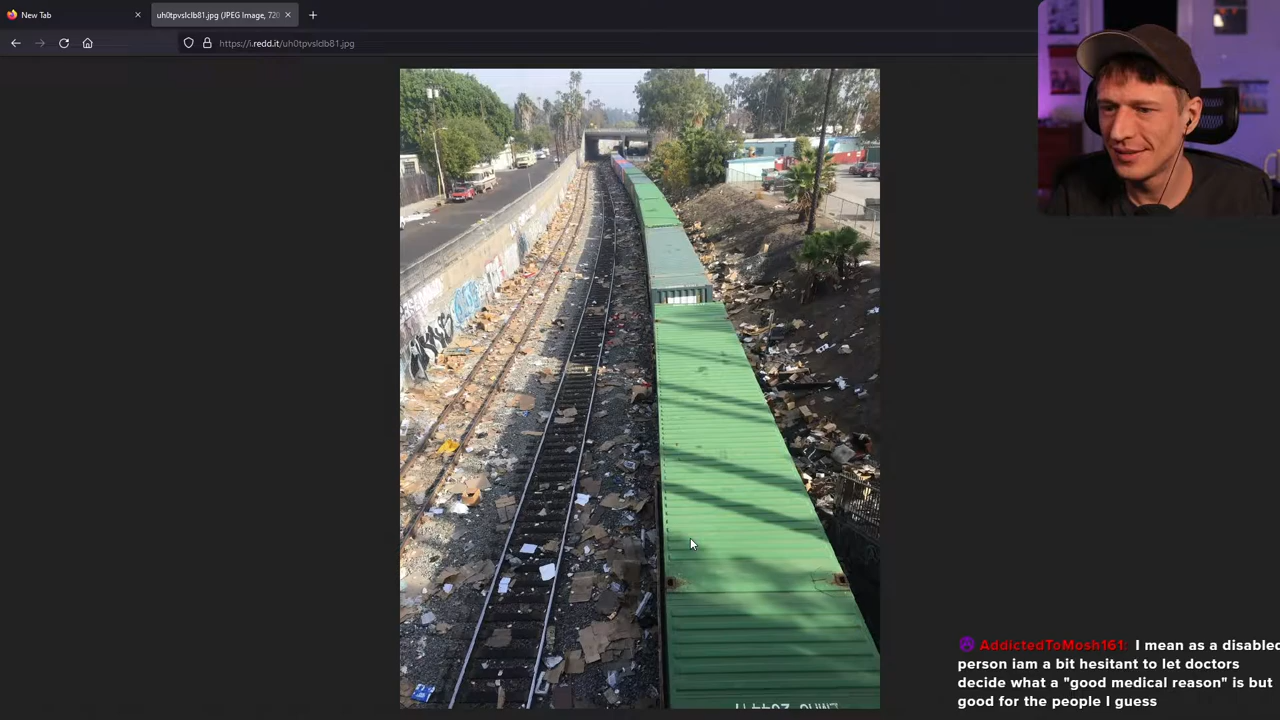 New Tab
uh0tpvslclb81.jpg (JPEG Image, 720
https://i.redd.it/uh0tpvslclb81.jpg
AddictedToMosh161: I mean as a disabled
person iam a bit hesitant to let doctors
decide what a "good medical reason" is but
good for the people I guess